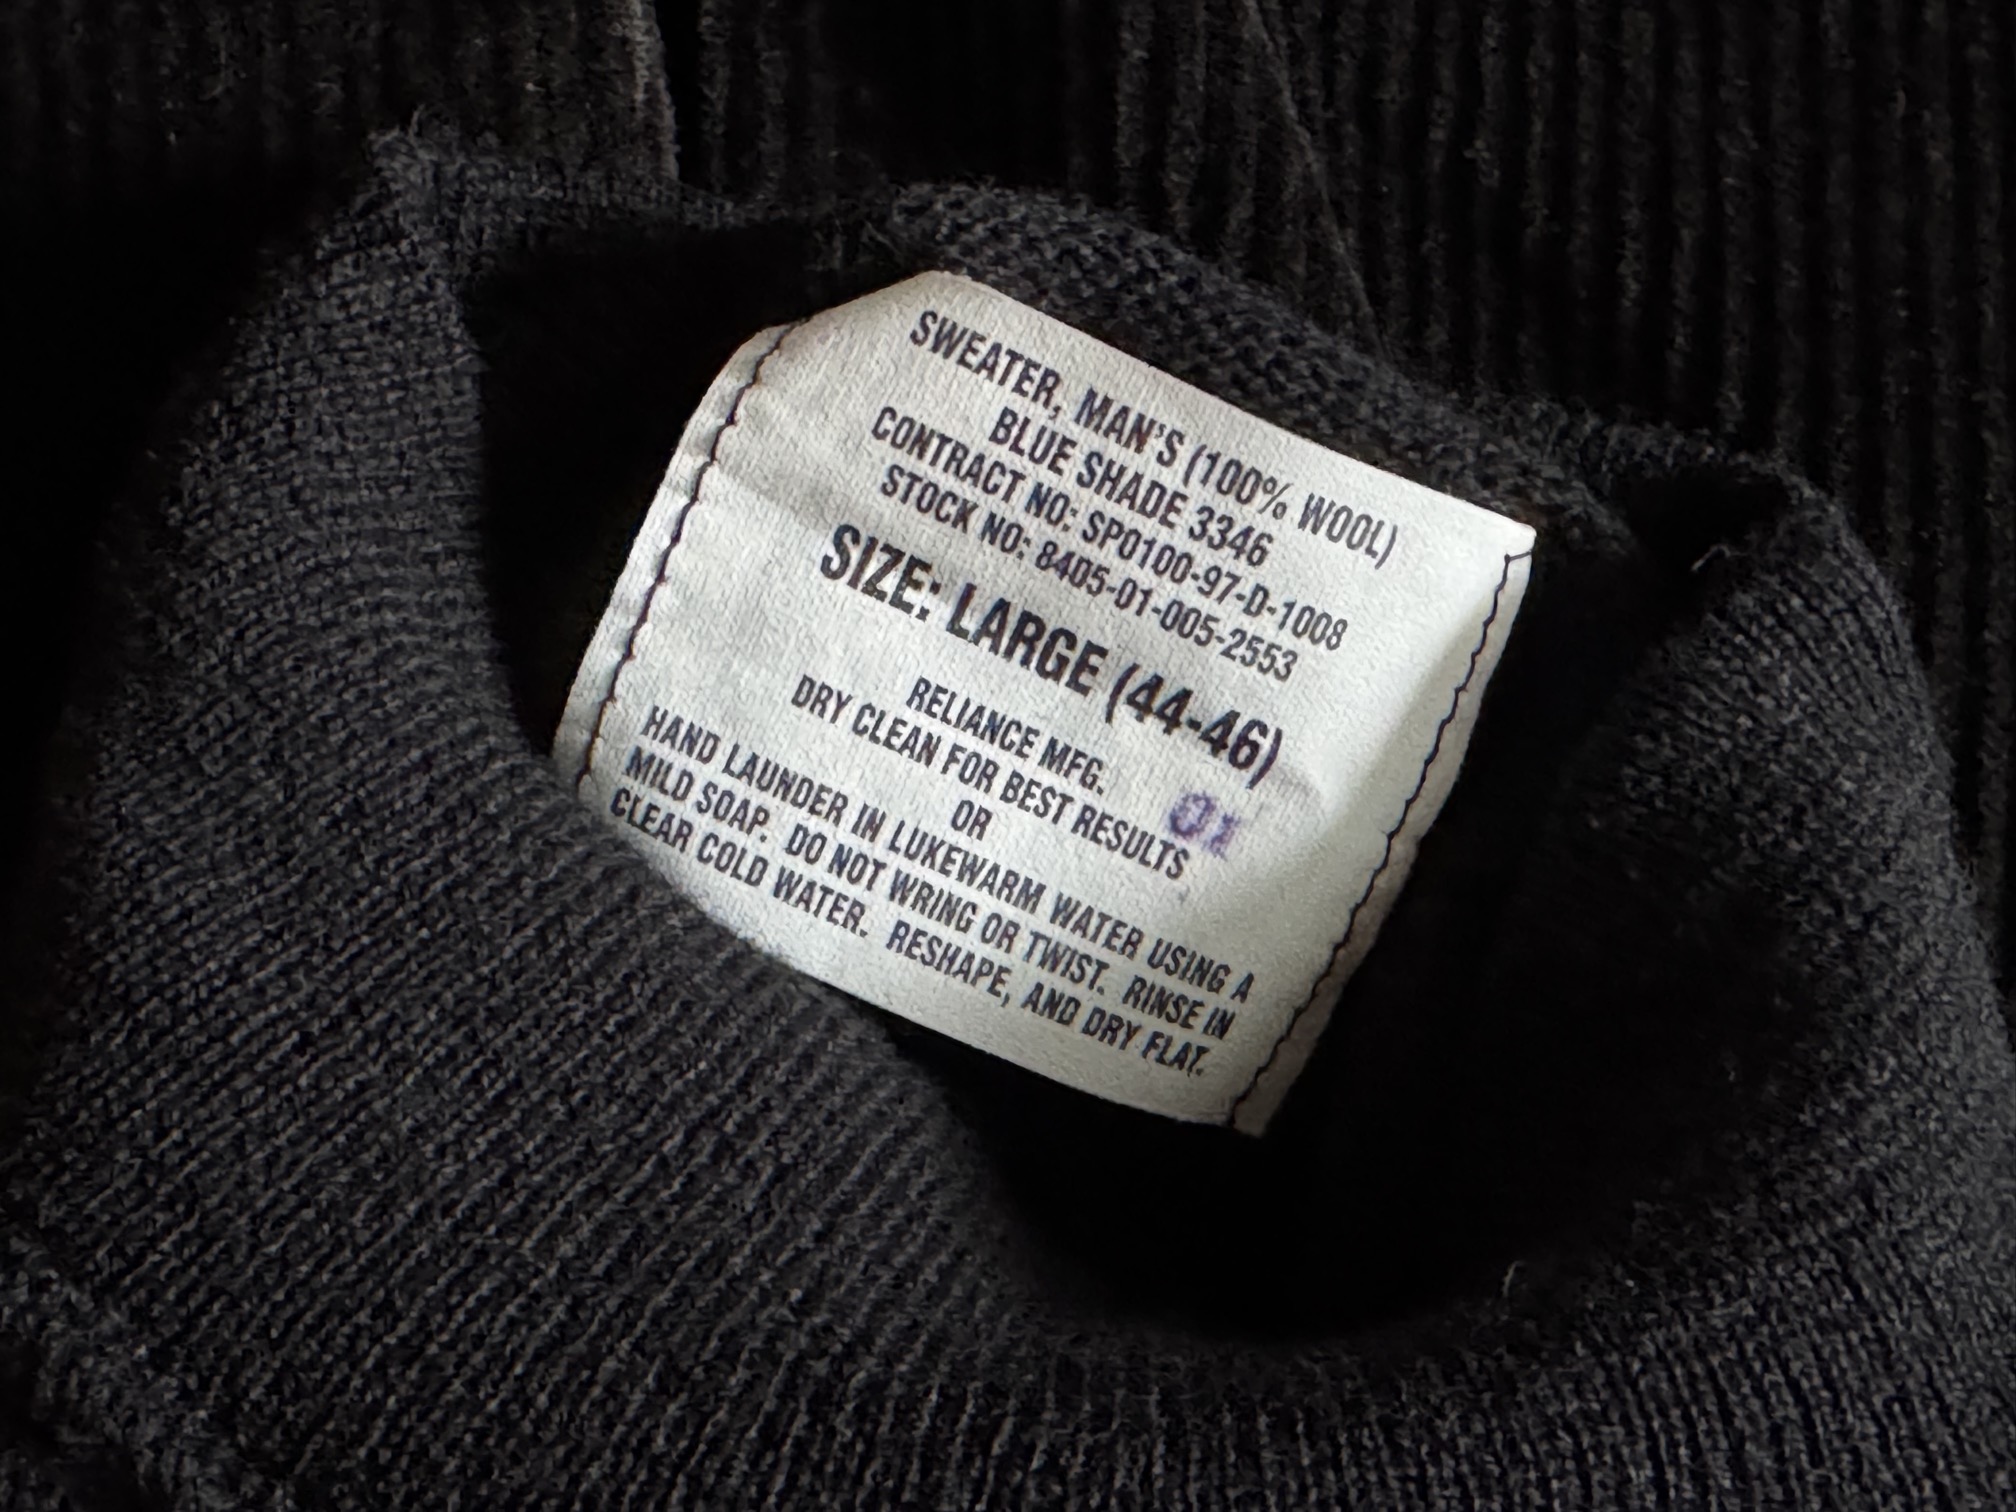 SWEATER, MAN'S (100% WOOL)
BLUE SHADE 3346
CONTRACT NO: SP0100-97-D-1008
STOCK NO: 8405-01-005-2553
SIZE: LARGE (44-46)
RELIANCE MFG.
01
DRY CLEAN FOR BEST RESULTS
OR
HAND LAUNDER IN LUKEWARM WATER USING A
MILD SOAP. DO NOT WRING OR TWIST. RINSE IN
CLEAR COLD WATER. RESHAPE, AND DRY FLAT.